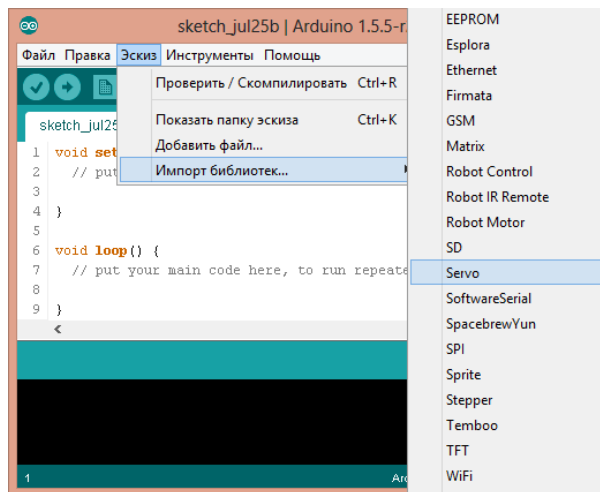 sketch_jul25b | Arduino 1.5.5-r
Файл Правка Эскиз Инструменты Помощь
Проверить / Скомпилировать Ctrl+R
Показать папку эскиза Ctrl+K
Добавить файл...
Импорт библиотек...
sketch_jul25
1 void set
2 // put
3
4 }
5
6 void loop() {
7 // put your main code here, to run repeate
8
9 }
1
Ard
EEPROM
Esplora
Ethernet
Firmata
GSM
Matrix
Robot Control
Robot IR Remote
Robot Motor
SD
Servo
SoftwareSerial
SpacebrewYun
SPI
Sprite
Stepper
Temboo
TFT
WiFi